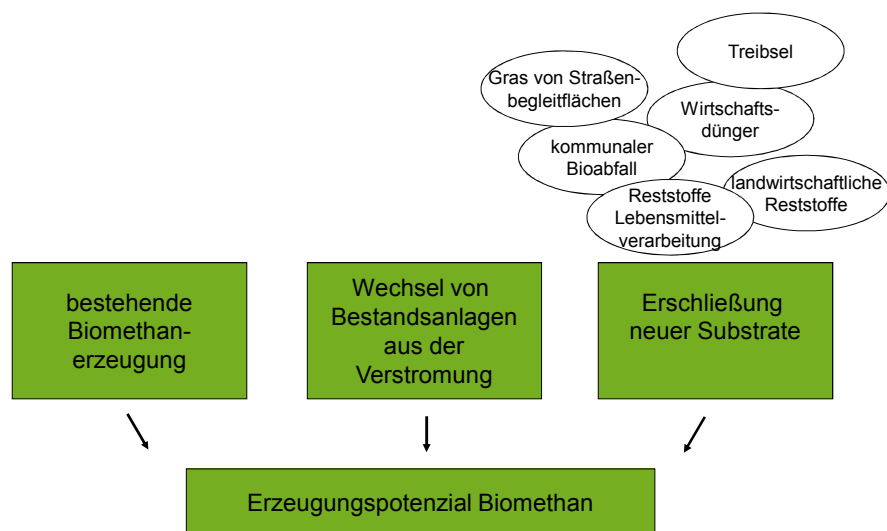 Treibsel
Gras von Straßen-
begleitflächen
Wirtschafts-
dünger
kommunaler
Bioabfall
landwirtschaftliche
Reststoffe
Reststoffe
Lebensmittel-
verarbeitung
bestehende
Biomethan-
erzeugung
Wechsel von
Bestandsanlagen
aus der
Verstromung
Erschließung
neuer Substrate
Erzeugungspotenzial Biomethan